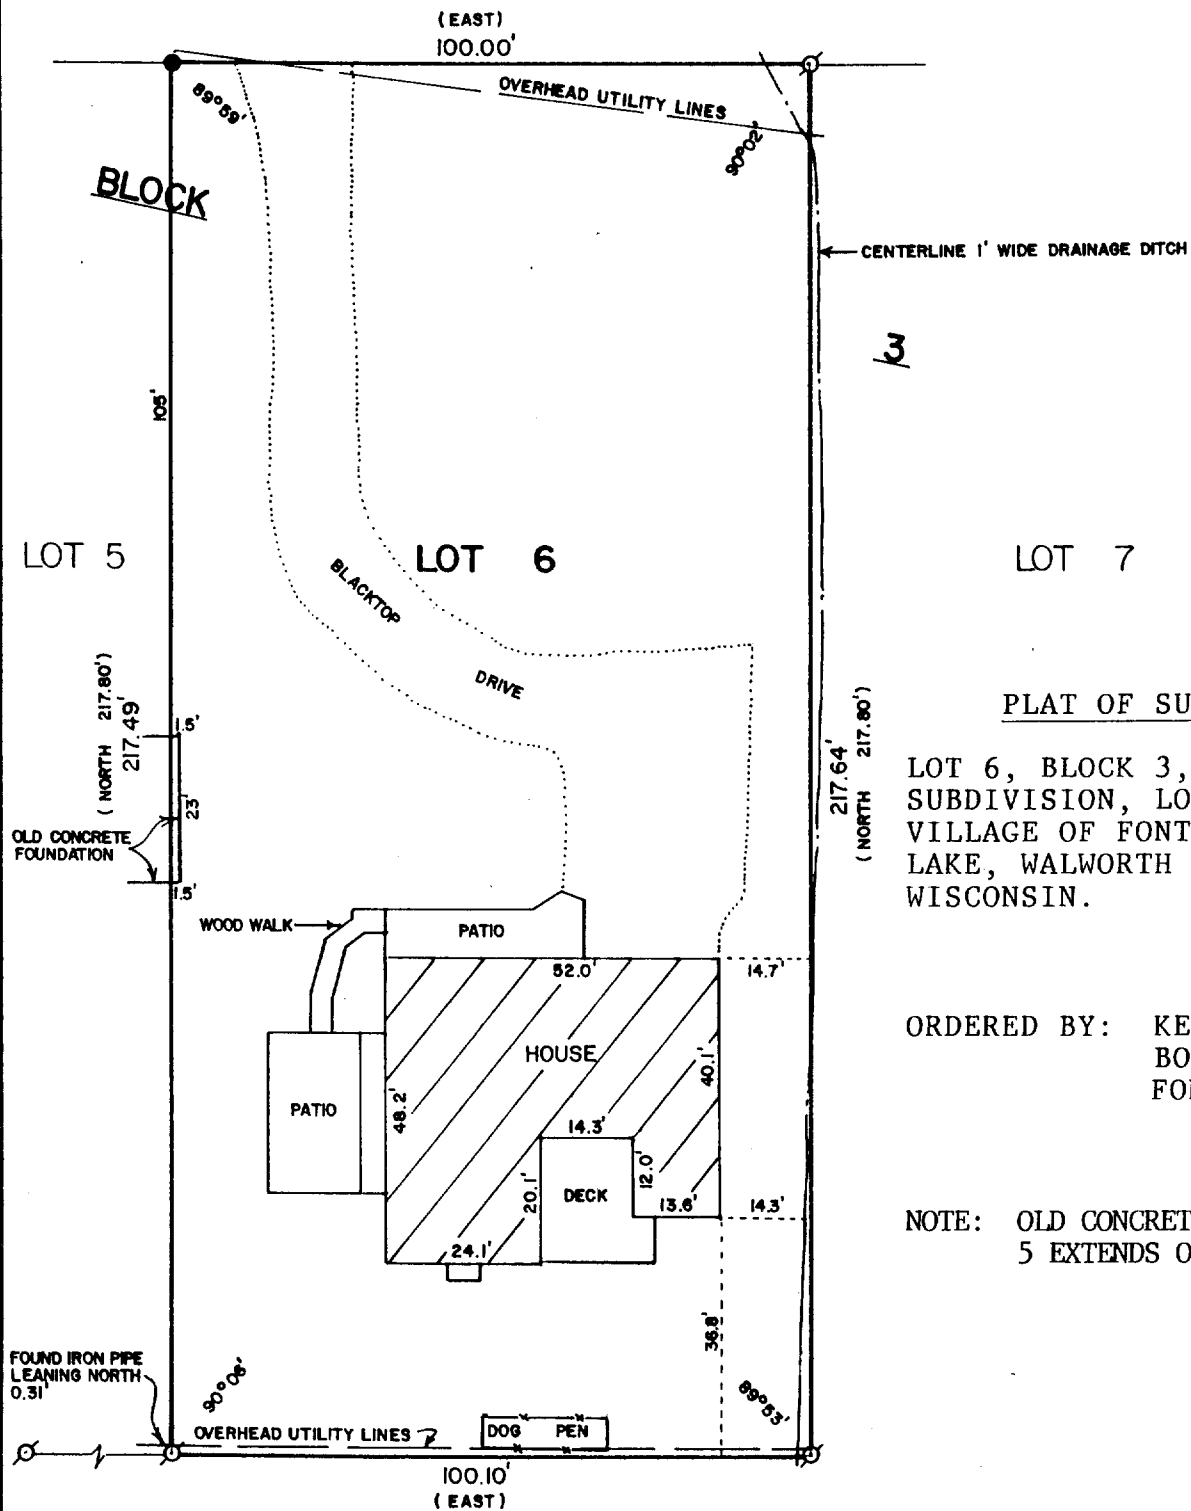 (EAST)
100.00'
OVERHEAD UTILITY LINES
89°59'
90°02'
BLOCK
CENTERLINE 1' WIDE DRAINAGE DITCH
3
105'
LOT 5
LOT 6
LOT 7
BLACKTOP
DRIVE
(NORTH 217.80')
217.49'
217.64'
(NORTH 217.80')
1.5'
23'
OLD CONCRETE
FOUNDATION
1.5'
PLAT OF SU
LOT 6, BLOCK 3,
SUBDIVISION, LO
VILLAGE OF FONT
LAKE, WALWORTH
WISCONSIN.
WOOD WALK
PATIO
52.0'
14.7'
HOUSE
40.1'
ORDERED BY: KE
BO
FO
PATIO
48.2'
14.3'
20.1'
DECK
12.0'
13.6'
14.3'
24.1'
NOTE: OLD CONCRET
5 EXTENDS O
36.8'
FOUND IRON PIPE
LEANING NORTH
0.31'
90°06'
89°53'
OVERHEAD UTILITY LINES
DOG PEN
100.10'
(EAST)